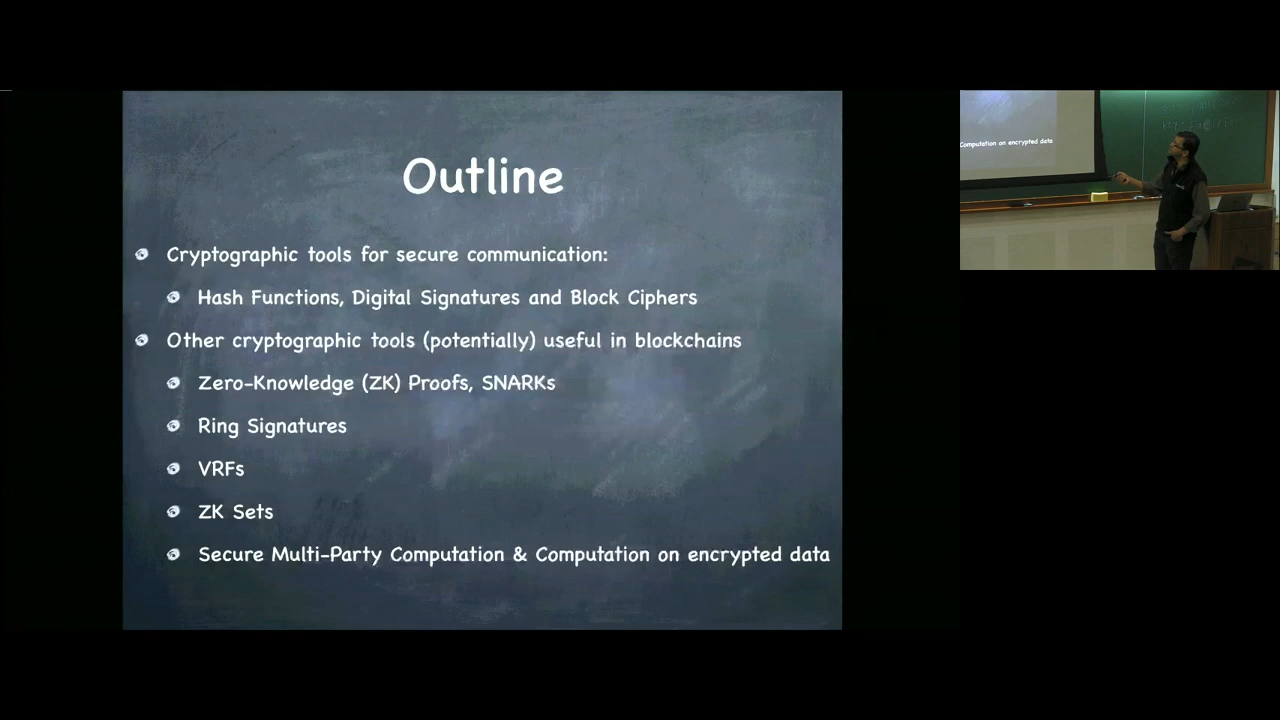 Outline
Cryptographic tools for secure communication:
Hash Functions, Digital Signatures and Block Ciphers
Other cryptographic tools (potentially) useful in blockchains
Zero-Knowledge (ZK) Proofs, SNARKs
Ring Signatures
VRFs
ZK Sets
Secure Multi-Party Computation & Computation on encrypted data
Computation on encrypted data